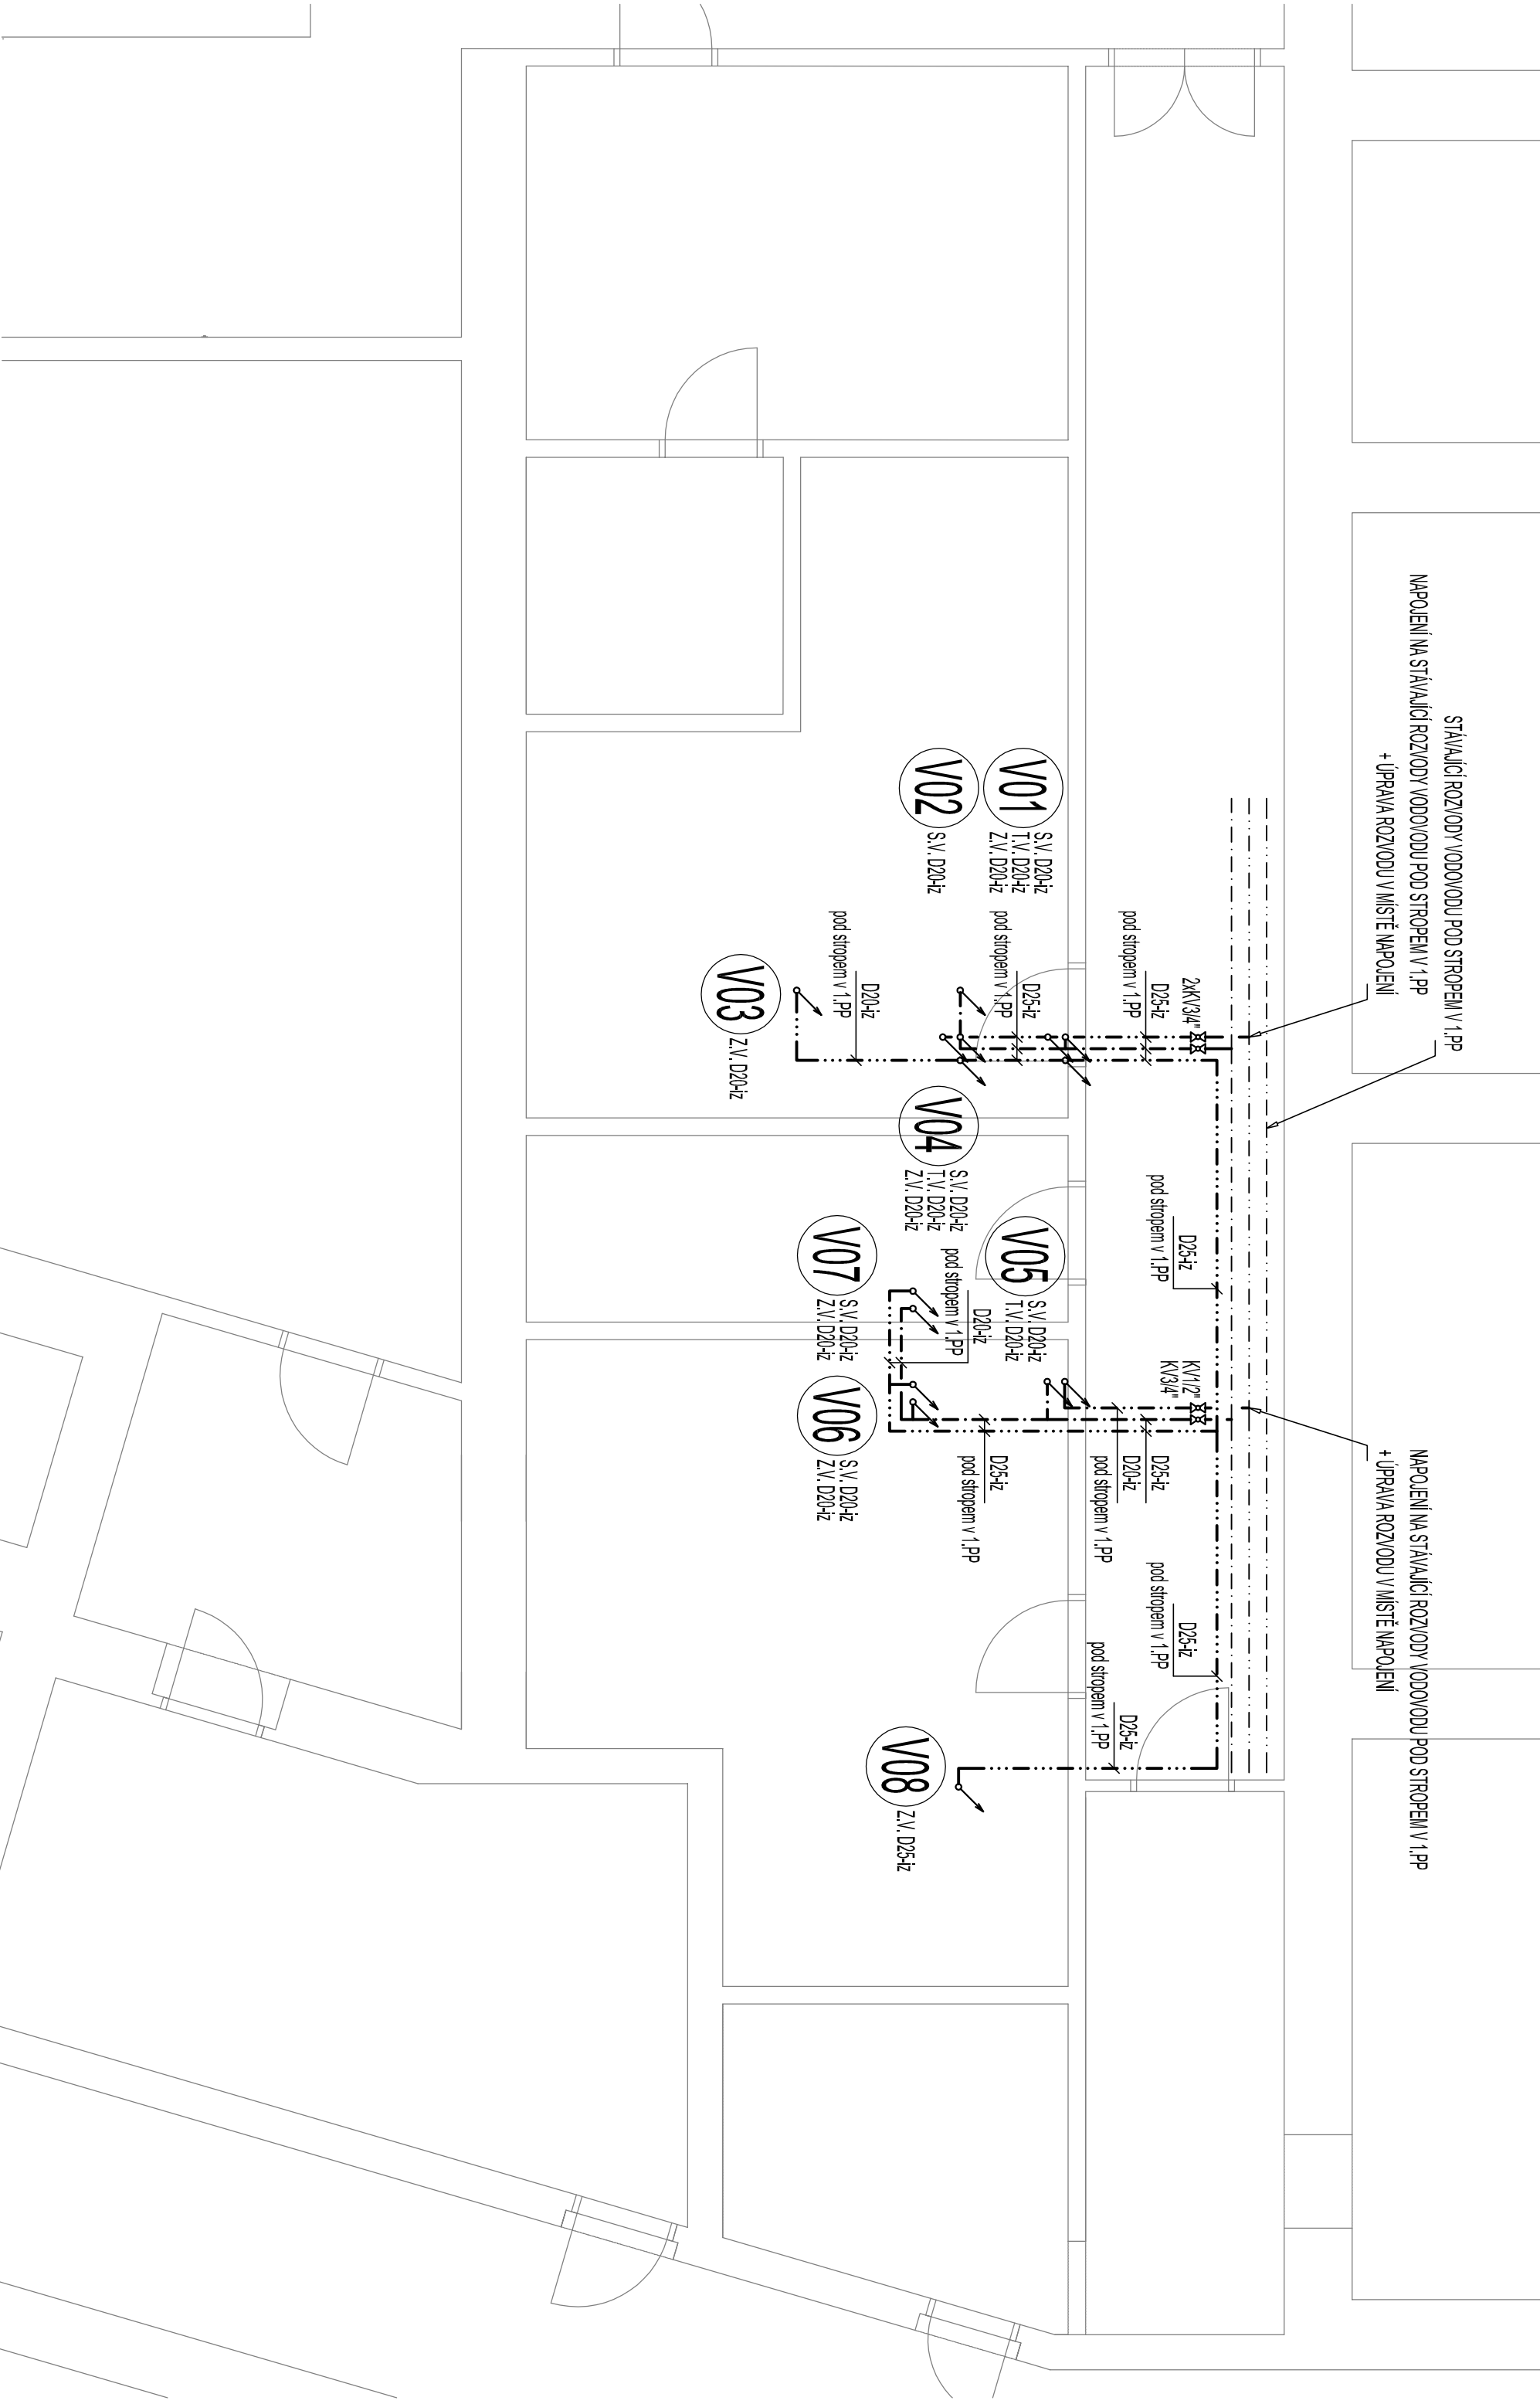 STÁVAJÍCÍ ROZVODY VODOVODU POD STROPEM V 1.PP
NAPOJENÍ NA STÁVAJÍCÍ ROZVODY VODOVODU POD STROPEM V 1.PP
+ ÚPRAVA ROZVODU V MÍSTĚ NAPOJENÍ
NAPOJENÍ NA STÁVAJÍCÍ ROZVODY VODOVODU POD STROPEM V 1.PP
+ ÚPRAVA ROZVODU V MÍSTĚ NAPOJENÍ
2xKV3/4"
D25-iz
pod stropem v 1.PP
D25-iz
pod stropem v 1.PP
KV1/2"
KV3/4"
D25-iz
pod stropem v 1.PP
D25-iz
D20-iz
pod stropem v 1.PP
D25-iz
pod stropem v 1.PP
V01
S.V. D20-iz
T.V. D20-iz
Z.V. D20-iz
D25-iz
pod stropem v 1.PP
V05
S.V. D20-iz
T.V. D20-iz
D25-iz
pod stropem v 1.PP
V02
S.V. D20-iz
V04
S.V. D20-iz
T.V. D20-iz
Z.V. D20-iz
D20-iz
pod stropem v 1.PP
V08
Z.V. D25-iz
D20-iz
pod stropem v 1.PP
V07
S.V. D20-iz
Z.V. D20-iz
V06
S.V. D20-iz
Z.V. D20-iz
V03
Z.V. D20-iz